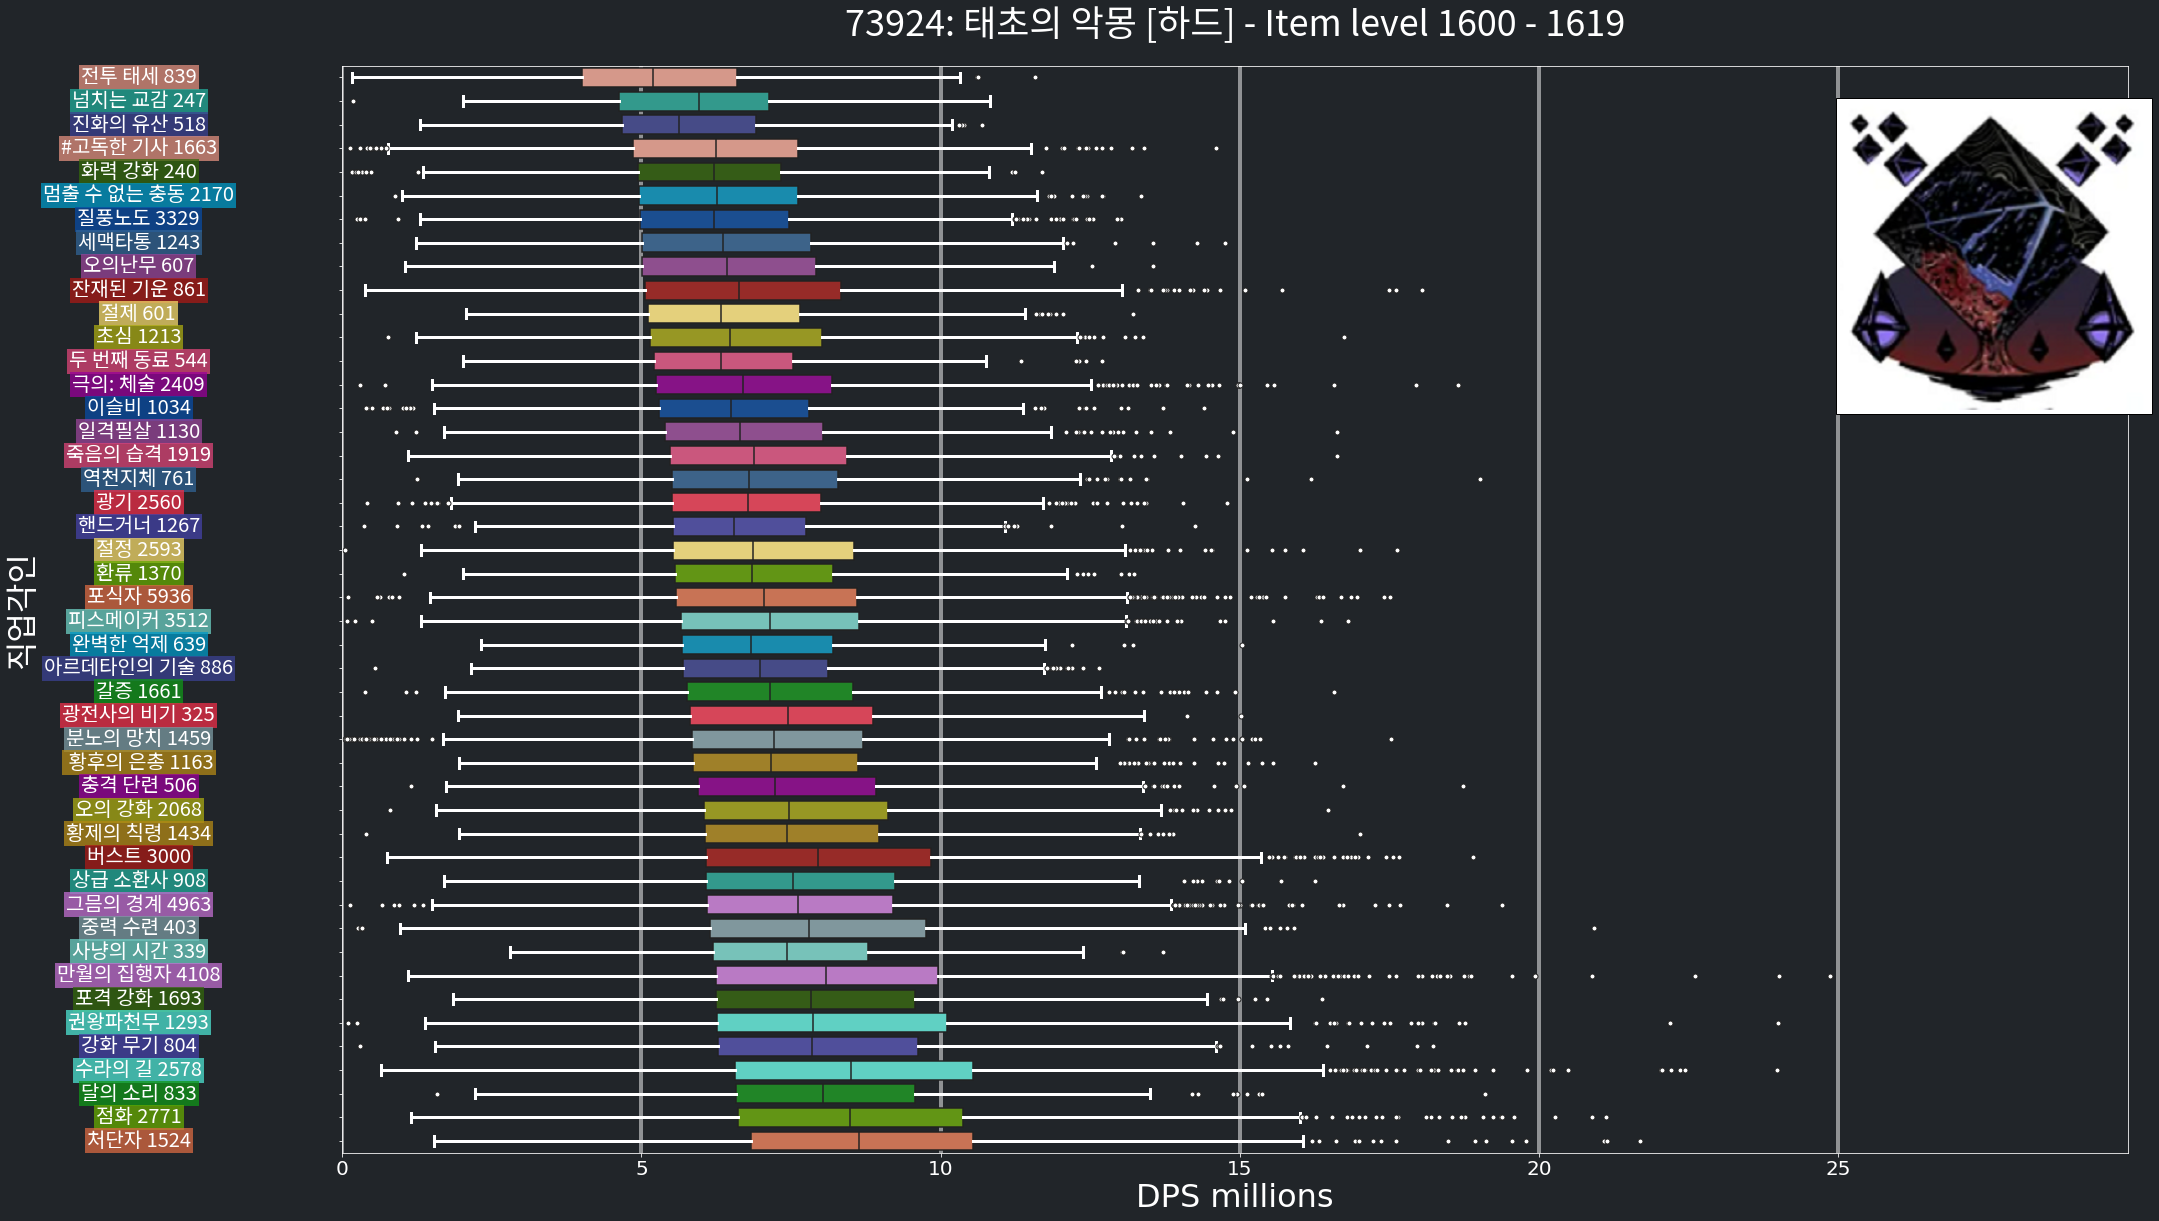 73924: 태초의 악몽 [하드] - Item level 1600 - 1619
전투 태세 839
넘치는 교감 247
진화의 유산 518
#고독한 기사 1663
화력 강화 240
멈출 수 없는 충동 2170
질풍노도 3329
세맥타통 1243
오의난무 607
잔재된 기운 861
절제 601
초심 1213
두 번째 동료 544
극의: 체술 2409
이슬비 1034
일격필살 1130
죽음의 습격 1919
역천지체 761
광기 2560
핸드거너 1267
절정 2593
환류 1370
포식자 5936
피스메이커 3512
완벽한 억제 639
아르데타인의 기술 886
갈증 1661
광전사의 비기 325
분노의 망치 1459
황후의 은총 1163
충격 단련 506
오의 강화 2068
황제의 칙령 1434
버스트 3000
상급 소환사 908
그믐의 경계 4963
중력 수련 403
사냥의 시간 339
만월의 집행자 4108
포격 강화 1693
권왕파천무 1293
강화 무기 804
수라의 길 2578
달의 소리 833
점화 2771
처단자 1524
직업각인
0 5 10 15 20 25
DPS millions